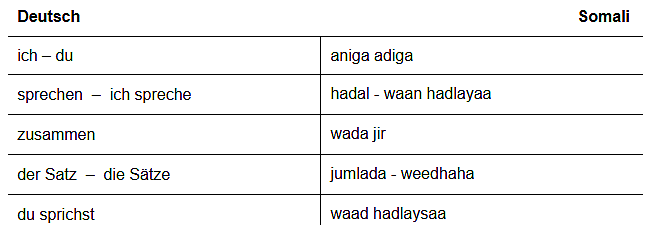 Deutsch Somali
ich – du aniga adiga
sprechen – ich spreche hadal - waan hadlayaa
zusammen wada jir
der Satz – die Sätze jumlada - weedhaha
du sprichst waad hadlaysaa